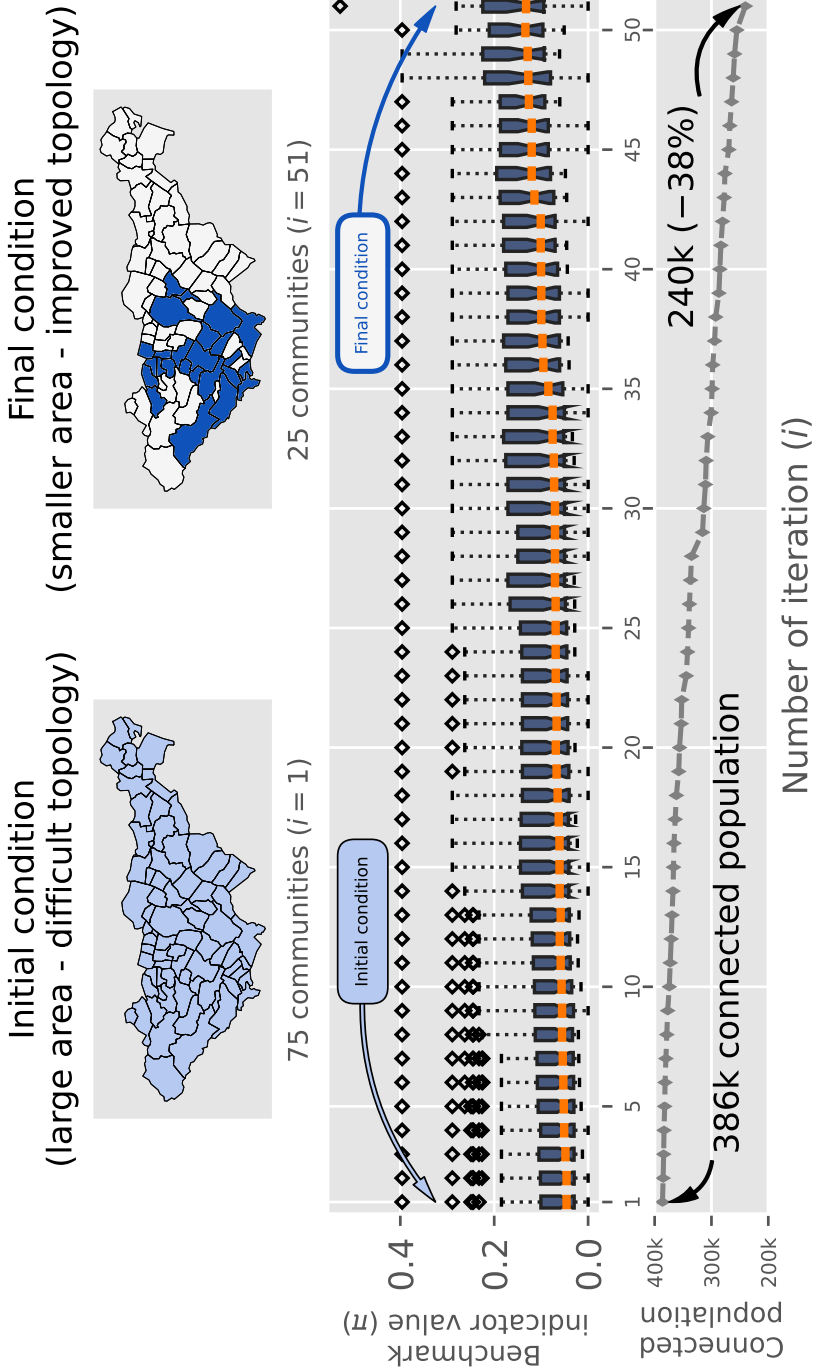 Initial condition
(large area - difficult topology)
Final condition
(smaller area - improved topology)
75 communities (i = 1)
25 communities (i = 51)
Initial condition
Final condition
Benchmark
indicator value (π)
0.4
0.2
0.0
Connected
population
400k
300k
200k
386k connected population
240k (−38%)
1
5
10
15
20
25
30
35
40
45
50
Number of iteration (i)